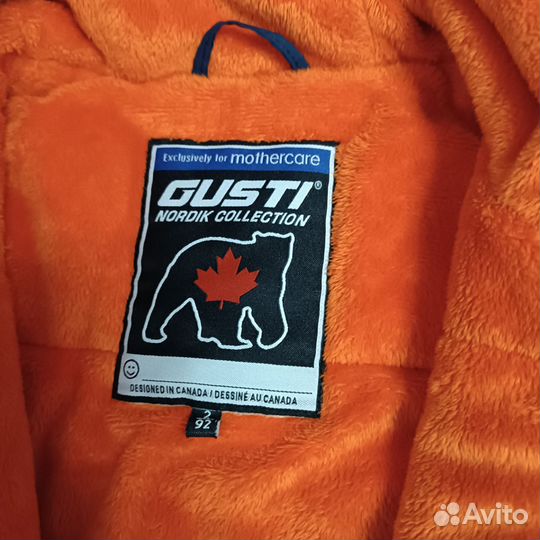 Exclusively for mothercare
GUSTI®
NORDIK COLLECTION
DESIGNED IN CANADA / DESSINÉ AU CANADA
2
92
Avito